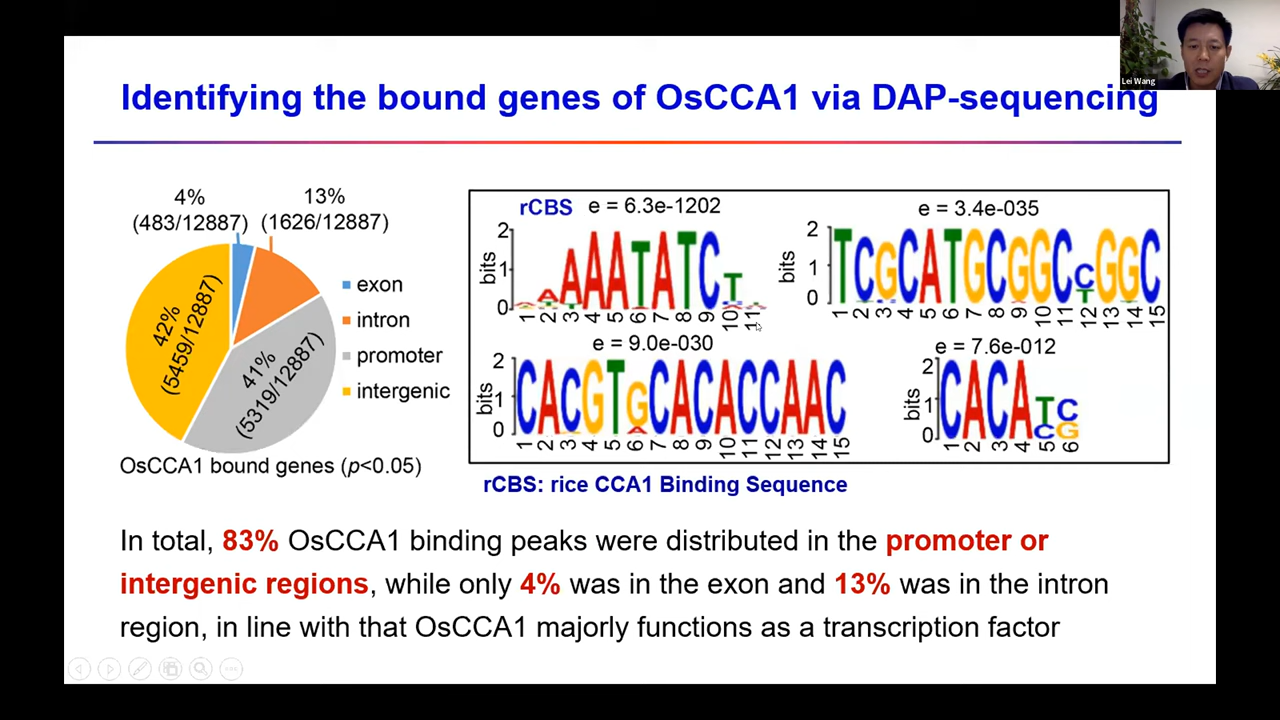 Lei Wang
Identifying the bound genes of OsCCA1 via DAP-sequencing
4%
(483/12887)
13%
(1626/12887)
42%
(5459/12887)
41%
(5319/12887)
exon
intron
promoter
intergenic
OsCCA1 bound genes (p<0.05)
rCBS e = 6.3e-1202
2
1
0
bits
AAATATCT
1 2 3 4 5 6 7 8 9 10 11
e = 3.4e-035
2
1
0
bits
TCGCATGCGGCCGGC
T
1 2 3 4 5 6 7 8 9 10 11 12 13 14 15
e = 9.0e-030
2
1
0
bits
CACGTGCACACCAAC
A
1 2 3 4 5 6 7 8 9 10 11 12 13 14 15
e = 7.6e-012
2
1
0
bits
CACATC
CG
1 2 3 4 5 6
rCBS: rice CCA1 Binding Sequence
In total, 83% OsCCA1 binding peaks were distributed in the promoter or
intergenic regions, while only 4% was in the exon and 13% was in the intron
region, in line with that OsCCA1 majorly functions as a transcription factor